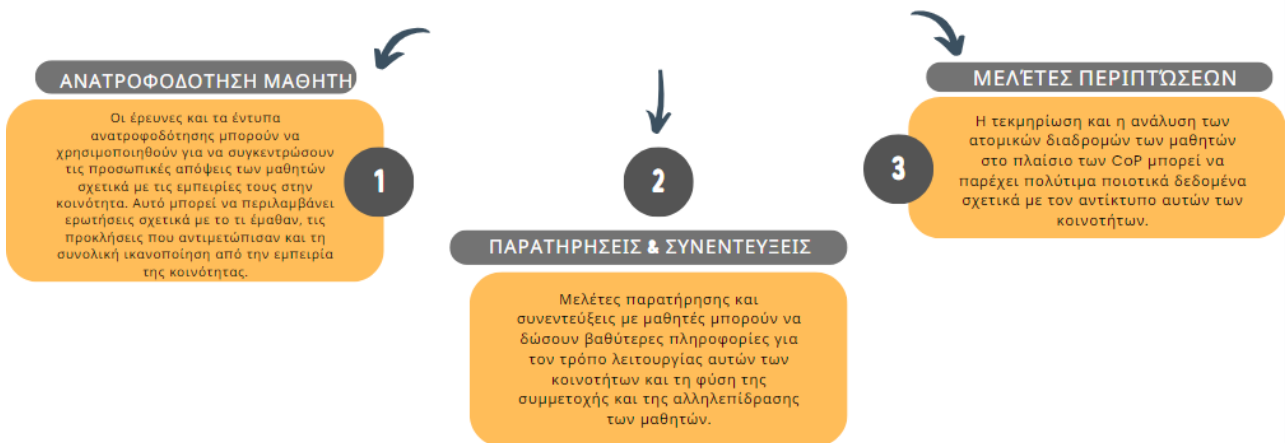 ΑΝΑΤΡΟΦΟΔΟΤΗΣΗ ΜΑΘΗΤΗ
Οι έρευνες και τα έντυπα
ανατροφοδότησης μπορούν να
χρησιμοποιηθούν για να συγκεντρώσουν
τις προσωπικές απόψεις των μαθητών
σχετικά με τις εμπειρίες τους στην
κοινότητα. Αυτό μπορεί να περιλαμβάνει
ερωτήσεις σχετικά με το τι έμαθαν, τις
προκλήσεις που αντιμετώπισαν και τη
συνολική ικανοποίηση από την εμπειρία
της κοινότητας.
1
2
ΠΑΡΑΤΗΡΗΣΕΙΣ & ΣΥΝΕΝΤΕΥΞΕΙΣ
Μελέτες παρατήρησης και
συνεντεύξεις με μαθητές μπορούν να
δώσουν βαθύτερες πληροφορίες για
τον τρόπο λειτουργίας αυτών των
κοινοτήτων και τη φύση της
συμμετοχής και της αλληλεπίδρασης
των μαθητών.
3
ΜΕΛΈΤΕΣ ΠΕΡΙΠΤΏΣΕΩΝ
Η τεκμηρίωση και η ανάλυση των
ατομικών διαδρομών των μαθητών
στο πλαίσιο των CoP μπορεί να
παρέχει πολύτιμα ποιοτικά δεδομένα
σχετικά με τον αντίκτυπο αυτών των
κοινοτήτων.